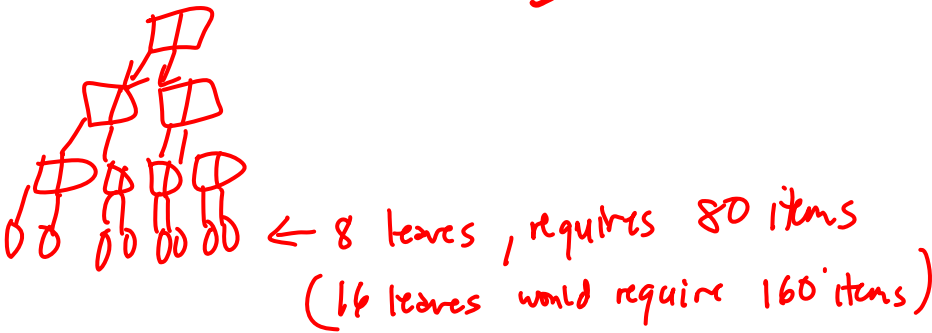 ← 8 leaves, requires 80 items
(16 leaves would require 160 items)